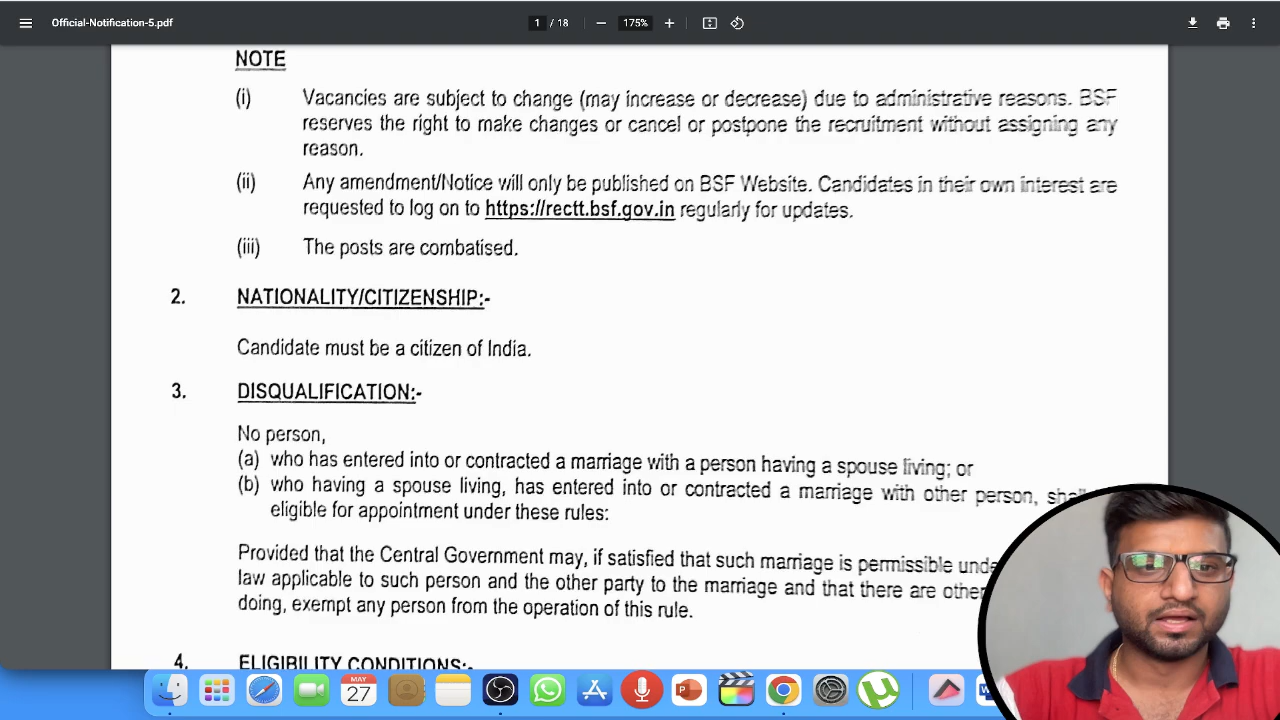 Official-Notification-5.pdf
1 / 18
175%
NOTE
(i) Vacancies are subject to change (may increase or decrease) due to administrative reasons. BSF
reserves the right to make changes or cancel or postpone the recruitment without assigning any
reason.
(ii) Any amendment/Notice will only be published on BSF Website. Candidates in their own interest are
requested to log on to https://rectt.bsf.gov.in regularly for updates.
(iii) The posts are combatised.
2. NATIONALITY/CITIZENSHIP:-
Candidate must be a citizen of India.
3. DISQUALIFICATION:-
No person,
(a) who has entered into or contracted a marriage with a person having a spouse living; or
(b) who having a spouse living, has entered into or contracted a marriage with other person,
eligible for appointment under these rules:
Provided that the Central Government may, if satisfied that such marriage is permissible
law applicable to such person and the other party to the marriage and that there are
doing, exempt any person from the operation of this rule.
4. ELIGIBILITY CONDITIONS:-
MAY
27